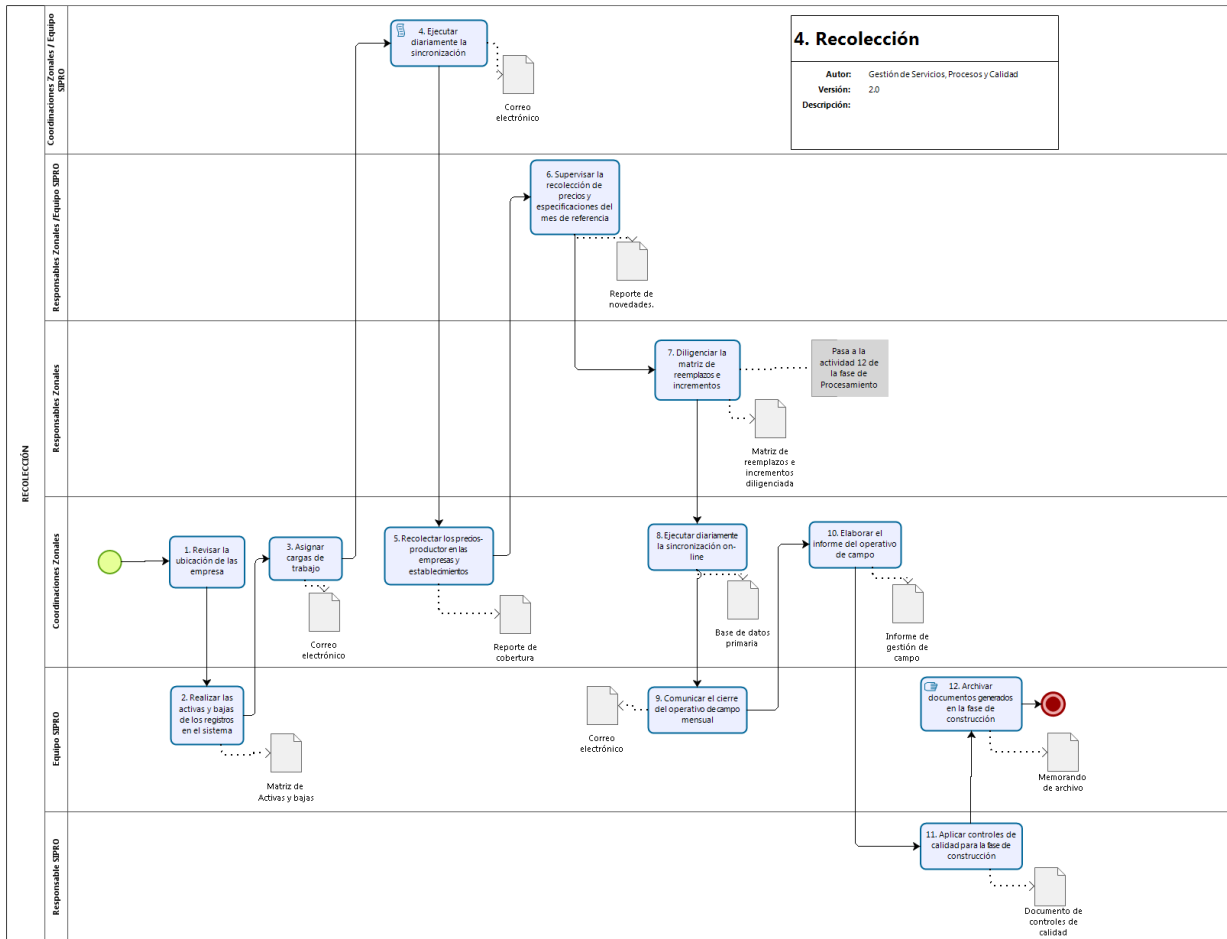 4. Recolección
Autor: Gestión de Servicios, Procesos y Calidad
Versión: 2.0
Descripción:
RECOLECCIÓN
Coordinaciones Zonales / Equipo
SIPRO
4. Ejecutar
diariamente la
sincronización
Correo
electrónico
Responsables Zonales /Equipo SIPRO
6. Supervisar la
recolección de
precios y
especificaciones del
mes de referencia
Reporte de
novedades.
Responsables Zonales
7. Diligenciar la
matriz de
reemplazos e
incrementos
Pasa a la
actividad 12 de
la fase de
Procesamiento
Matriz de
reemplazos e
incrementos
diligenciada
Coordinaciones Zonales
1. Revisar la
ubicación de las
empresa
3. Asignar
cargas de
trabajo
Correo
electrónico
5. Recolectar los precios-
productor en las
empresas y
establecimientos
Reporte de
cobertura
8. Ejecutar diariamente
la sincronización on-
line
Base de datos
primaria
10. Elaborar el
informe del operativo
de campo
Informe de
gestión de
campo
Equipo SIPRO
2. Realizar las
activas y bajas
de los registros
en el sistema
Matriz de
Activas y bajas
9. Comunicar el cierre
del operativo de campo
mensual
Correo
electrónico
12. Archivar
documentos generados
en la fase de
construcción
Memorando
de archivo
Responsable SIPRO
11. Aplicar controles de
calidad para la fase de
construcción
Documento de
controles de
calidad